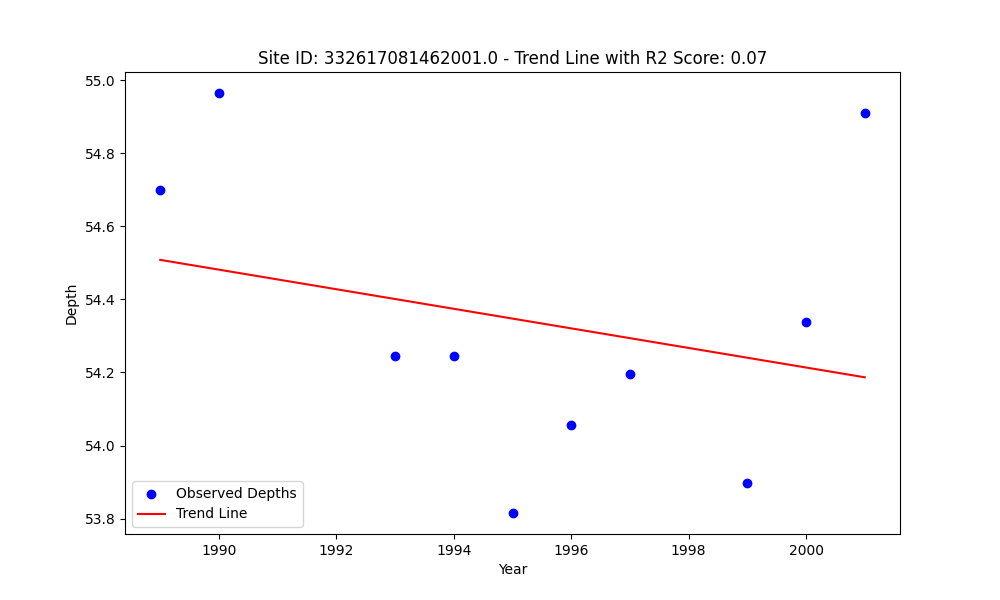 Site ID: 332617081462001.0 - Trend Line with R2 Score: 0.07
Depth
55.0
54.8
54.6
54.4
54.2
54.0
53.8
Observed Depths
Trend Line
1990 1992 1994 1996 1998 2000
Year